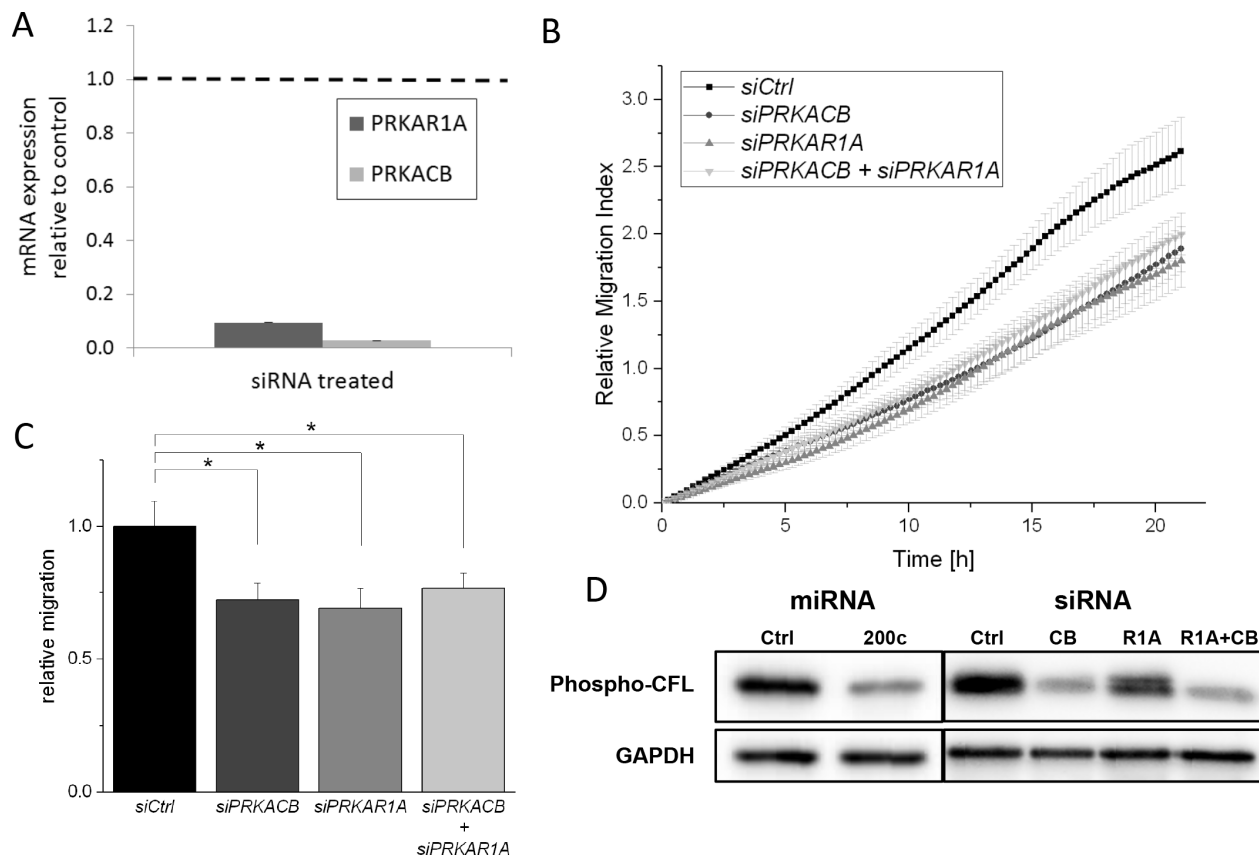 A
mRNA expression
relative to control
1.2
1.0
0.8
0.6
0.4
0.2
0.0
PRKAR1A
PRKACB
siRNA treated
B
Relative Migration Index
3.0
2.5
2.0
1.5
1.0
0.5
0.0
siCtrl
siPRKACB
siPRKAR1A
siPRKACB + siPRKAR1A
0 5 10 15 20
Time [h]
C
relative migration
1.0
0.5
0.0
*
*
*
siCtrl siPRKACB siPRKAR1A siPRKACB
+
siPRKAR1A
D
miRNA siRNA
Ctrl 200c Ctrl CB R1A R1A+CB
Phospho-CFL
GAPDH